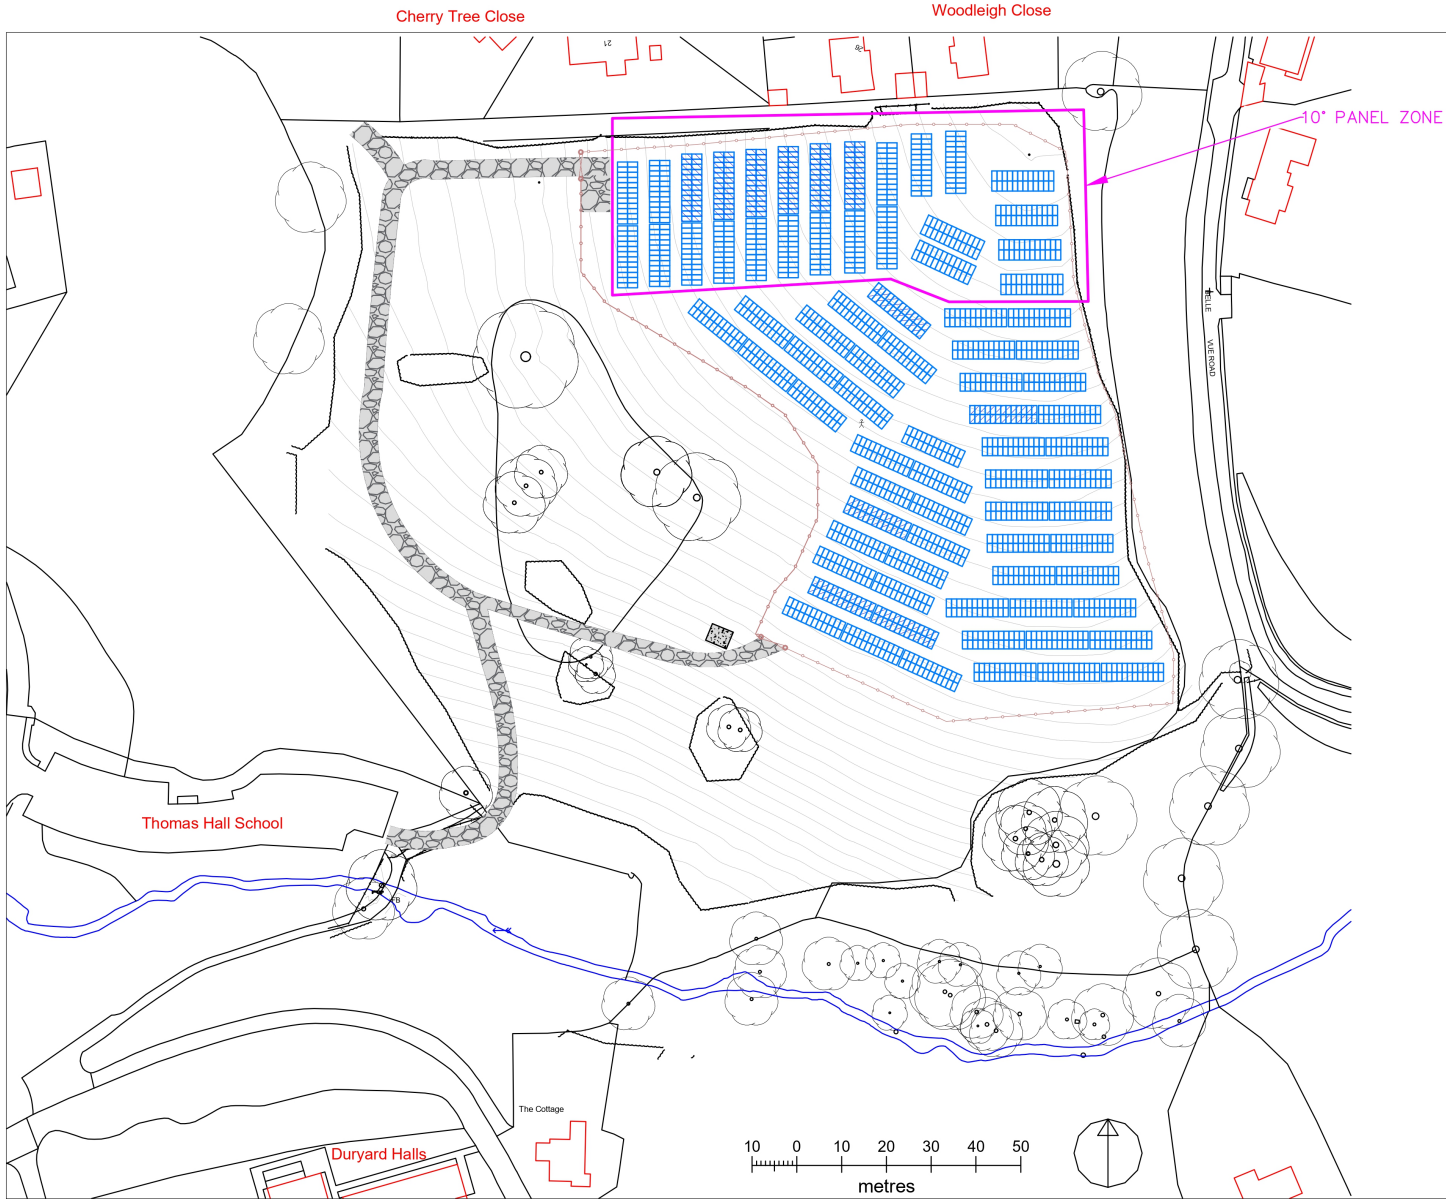 Cherry Tree Close
Woodleigh Close
21
10° PANEL ZONE
BELLE
VUE ROAD
Thomas Hall School
FB
The Cottage
Duryard Halls
10 0 10 20 30 40 50
metres